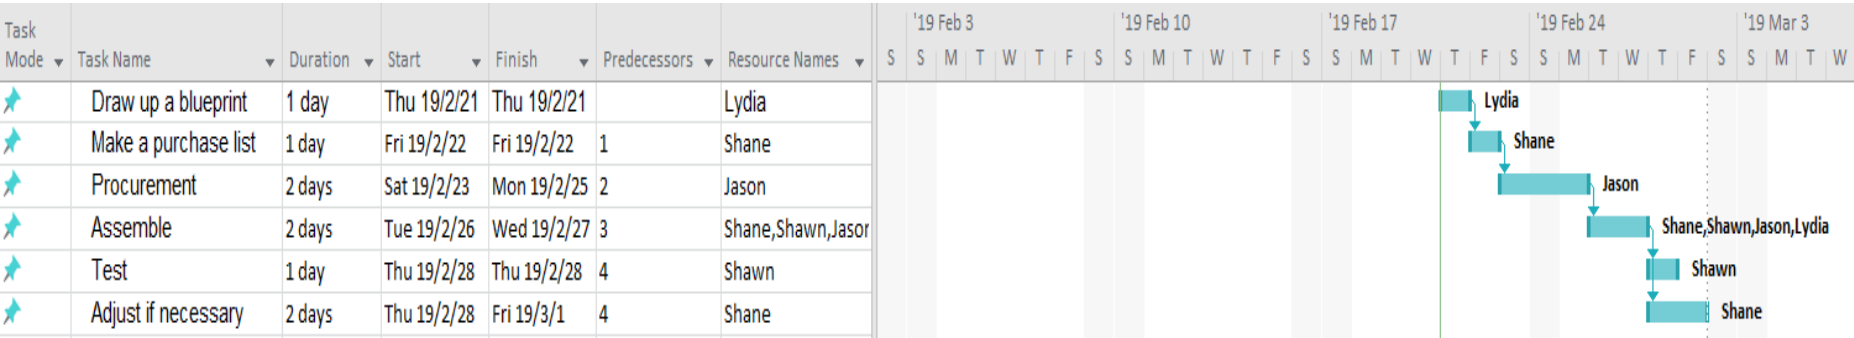 Task Mode Task Name Duration Start Finish Predecessors Resource Names
'19 Feb 3 '19 Feb 10 '19 Feb 17 '19 Feb 24 '19 Mar 3
S S M T W T F S S M T W T F S S M T W T F S S M T W T F S S M T W
Draw up a blueprint 1 day Thu 19/2/21 Thu 19/2/21 Lydia Lydia
Make a purchase list 1 day Fri 19/2/22 Fri 19/2/22 1 Shane Shane
Procurement 2 days Sat 19/2/23 Mon 19/2/25 2 Jason Jason
Assemble 2 days Tue 19/2/26 Wed 19/2/27 3 Shane,Shawn,Jason Shane,Shawn,Jason,Lydia
Test 1 day Thu 19/2/28 Thu 19/2/28 4 Shawn Shawn
Adjust if necessary 2 days Thu 19/2/28 Fri 19/3/1 4 Shane Shane